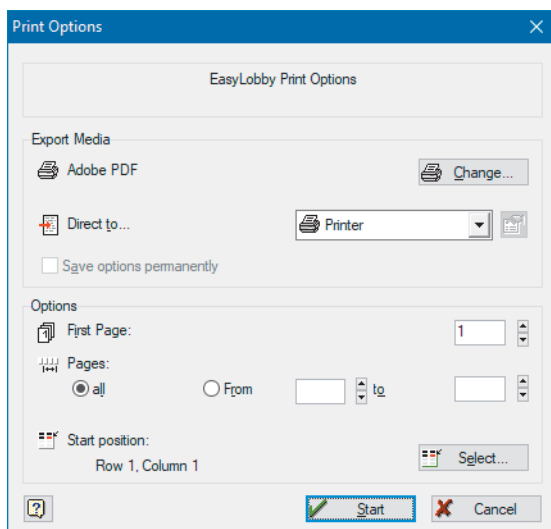 Print Options
EasyLobby Print Options
Export Media
Adobe PDF
Change...
Direct to...
Printer
Save options permanently
Options
First Page:
1
Pages:
all
From
to
Start position:
Row 1, Column 1
Select...
Start
Cancel